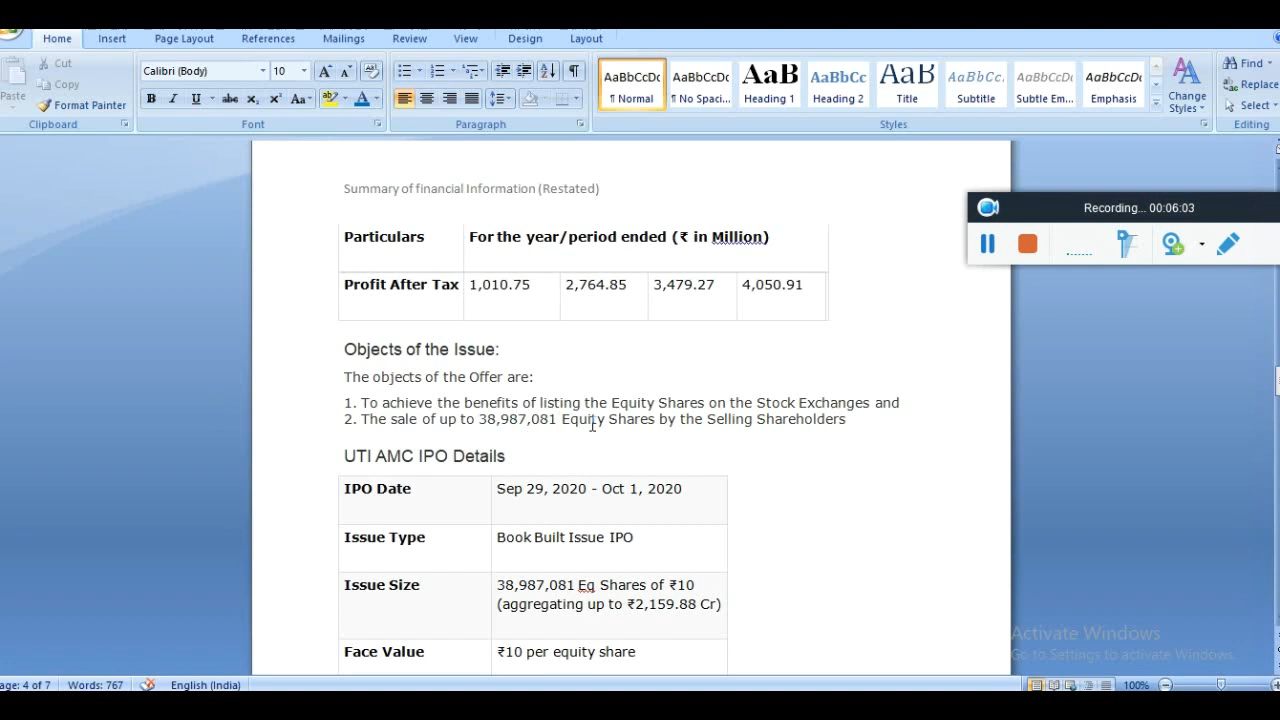 Home Insert Page Layout References Mailings Review View Design Layout
Cut
Copy
Paste
Format Painter
Clipboard
Calibri (Body) 10
Font
Paragraph
AaBbCcDc AaBbCcDc AaB AaBbCc AaB AaBbCc. AaBbCcDc AaBbCcDc
¶ Normal ¶ No Spaci... Heading 1 Heading 2 Title Subtitle Subtle Em... Emphasis
Change
Styles
Styles
Find
Replace
Select
Editing
Recording... 00:06:03
Summary of financial Information (Restated)
Particulars For the year/period ended (₹ in Million)
Profit After Tax 1,010.75 2,764.85 3,479.27 4,050.91
Objects of the Issue:
The objects of the Offer are:
1. To achieve the benefits of listing the Equity Shares on the Stock Exchanges and
2. The sale of up to 38,987,081 Equity Shares by the Selling Shareholders
UTI AMC IPO Details
IPO Date Sep 29, 2020 - Oct 1, 2020
Issue Type Book Built Issue IPO
Issue Size 38,987,081 Eq Shares of ₹10
(aggregating up to ₹2,159.88 Cr)
Face Value ₹10 per equity share
Activate Windows
Go to Settings to activate Windows.
age: 4 of 7 Words: 767 English (India) 100%